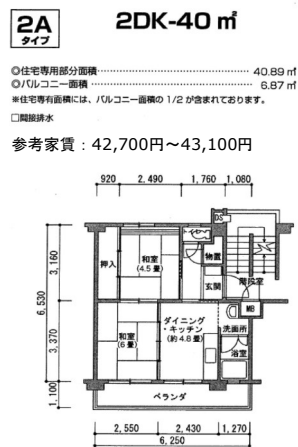 2A
タイプ
2DK-40 ㎡
◎住宅専用部分面積 40.89 ㎡
◎バルコニー面積 6.87 ㎡
※住宅専有面積には、バルコニー面積の 1/2 が含まれております。
□間接排水
参考家賃：42,700円～43,100円
920 2,490 1,760 1,080
DS
トイレ
押入
和室
(4.5 畳)
物置
玄関
階段室
MB
3,160
6,530
3,370
1,100
和室
(6 畳)
ダイニング
・キッチン
(約 4.8 畳)
洗面所
浴室
ベランダ
2,550 2,430 1,270
6,250